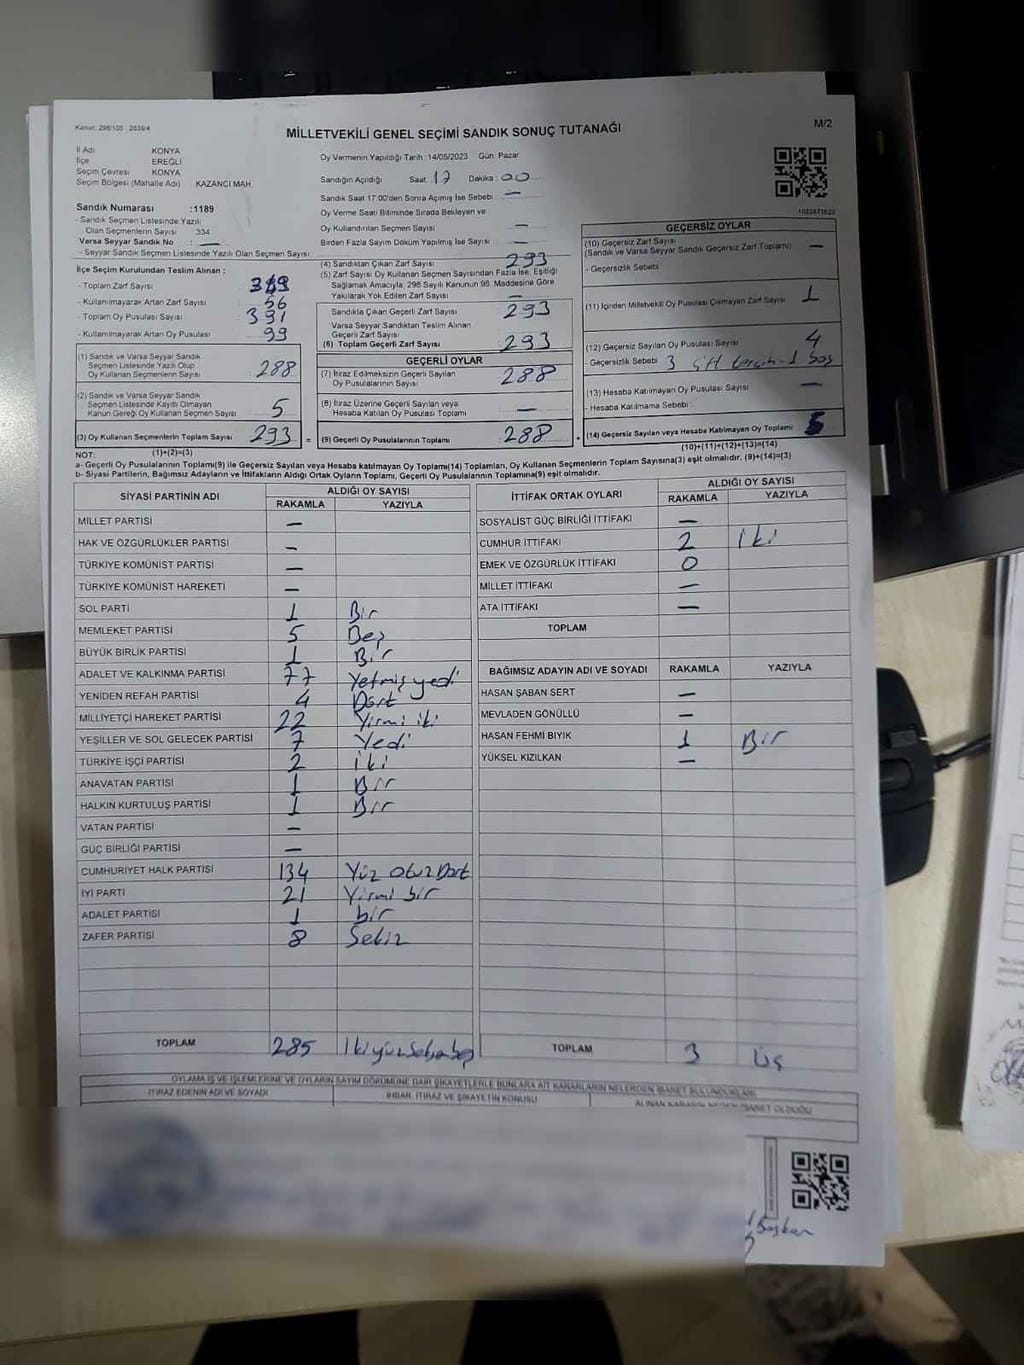 Kanun: 298/105 2839/4
MİLLETVEKİLİ GENEL SEÇİMİ SANDIK SONUÇ TUTANAĞI
M/2
İl Adı KONYA
İlçe EREĞLİ
Seçim Çevresi KONYA
Seçim Bölgesi (Mahalle Adı) KAZANCI MAH.
Sandık Numarası :1189
- Sandık Seçmen Listesinde Yazılı
Olan Seçmenlerin Sayısı 334
Varsa Seyyar Sandık No : —
- Seyyar Sandık Seçmen Listesinde Yazılı Olan Seçmen Sayısı
İlçe Seçim Kurulundan Teslim Alınan :
- Toplam Zarf Sayısı
- Kullanılmayarak Artan Zarf Sayısı 56
- Toplam Oy Pusulası Sayısı 391
- Kullanılmayarak Artan Oy Pusulası 99
(1) Sandık ve Varsa Seyyar Sandık
Seçmen Listesinde Yazılı Olup
Oy Kullanan Seçmenlerin Sayısı 288
(2) Sandık ve Varsa Seyyar Sandık
Seçmen Listesinde Kayıtlı Olmayan
Kanun Gereği Oy Kullanan Seçmen Sayısı 5
(3) Oy Kullanan Seçmenlerin Toplam Sayısı 293 =
Oy Vermenin Yapıldığı Tarih :14/05/2023 Gün :Pazar
Sandığın Açıldığı Saat : 17 Dakika : 00
Sandık Saat 17:00'den Sonra Açılmış İse Sebebi : —
Oy Verme Saati Bitiminde Sırada Bekleyen ve
Oy Kullandırılan Seçmen Sayısı : —
Birden Fazla Sayım Döküm Yapılmış İse Sayısı : —
(4) Sandıktan Çıkan Zarf Sayısı 293
(5) Zarf Sayısı Oy Kullanan Seçmen Sayısından Fazla İse, Eşitliği
Sağlamak Amacıyla, 298 Sayılı Kanunun 98. Maddesine Göre
Yakılarak Yok Edilen Zarf Sayısı —
Sandıkla Çıkan Geçerli Zarf Sayısı 293
Varsa Seyyar Sandıktan Teslim Alınan
Geçerli Zarf Sayısı
(6) Toplam Geçerli Zarf Sayısı 293
GEÇERLİ OYLAR
(7) İtiraz Edilmeksizin Geçerli Sayılan
Oy Pusulalarının Sayısı 288
(8) İtiraz Üzerine Geçerli Sayılan veya
Hesaba Katılan Oy Pusulası Toplamı —
(9) Geçerli Oy Pusulalarının Toplamı 288 +
1083871823
GEÇERSİZ OYLAR
(10) Geçersiz Zarf Sayısı
(Sandık ve Varsa Seyyar Sandık Geçersiz Zarf Toplamı) —
- Geçersizlik Sebebi
(11) İçinden Milletvekili Oy Pusulası Çıkmayan Zarf Sayısı 1
(12) Geçersiz Sayılan Oy Pusulası Sayısı 4
- Geçersizlik Sebebi : 3 çift tercih - 1 boş
(13) Hesaba Katılmayan Oy Pusulası Sayısı —
- Hesaba Katılmama Sebebi :
(14) Geçersiz Sayılan veya Hesaba Katılmayan Oy Toplamı 5
NOT: (1)+(2)=(3) (10)+(11)+(12)+(13)=(14)
a- Geçerli Oy Pusulalarının Toplamı(9) ile Geçersiz Sayılan veya Hesaba katılmayan Oy Toplamı(14) Toplamları, Oy Kullanan Seçmenlerin Toplam Sayısına(3) eşit olmalıdır. (9)+(14)=(3)
b- Siyasi Partilerin, Bağımsız Adayların ve İttifakların Aldığı Ortak Oyların Toplamı, Geçerli Oy Pusulalarının Toplamına(9) eşit olmalıdır.
SİYASİ PARTİNİN ADI ALDIĞI OY SAYISI
RAKAMLA YAZIYLA
MİLLET PARTİSİ —
HAK VE ÖZGÜRLÜKLER PARTİSİ —
TÜRKİYE KOMÜNİST PARTİSİ —
TÜRKİYE KOMÜNİST HAREKETİ —
SOL PARTİ 1 Bir
MEMLEKET PARTİSİ 5 Beş
BÜYÜK BİRLİK PARTİSİ 1 Bir
ADALET VE KALKINMA PARTİSİ 77 Yetmiş yedi
YENİDEN REFAH PARTİSİ 4 Dört
MİLLİYETÇİ HAREKET PARTİSİ 22 Yirmi iki
YEŞİLLER VE SOL GELECEK PARTİSİ 7 Yedi
TÜRKİYE İŞÇİ PARTİSİ 2 İki
ANAVATAN PARTİSİ 1 Bir
HALKIN KURTULUŞ PARTİSİ 1 Bir
VATAN PARTİSİ —
GÜÇ BİRLİĞİ PARTİSİ —
CUMHURİYET HALK PARTİSİ 134 Yüz Otuz Dört
İYİ PARTİ 21 Yirmi bir
ADALET PARTİSİ 1 bir
ZAFER PARTİSİ 8 Sekiz
TOPLAM 285 İkiyüzseksenbeş
İTTİFAK ORTAK OYLARI ALDIĞI OY SAYISI
RAKAMLA YAZIYLA
SOSYALİST GÜÇ BİRLİĞİ İTTİFAKI —
CUMHUR İTTİFAKI 2 İki
EMEK VE ÖZGÜRLÜK İTTİFAKI 0
MİLLET İTTİFAKI —
ATA İTTİFAKI —
TOPLAM
BAĞIMSIZ ADAYIN ADI VE SOYADI RAKAMLA YAZIYLA
HASAN ŞABAN SERT —
MEVLADEN GÖNÜLLÜ —
HASAN FEHMİ BIYIK 1 Bir
YÜKSEL KIZILKAN —
TOPLAM 3 Üç
OYLAMA İŞ VE İŞLEMLERİNE VE OYLARIN SAYIM DÖKÜMÜNE DAİR ŞİKAYETLERLE BUNLARA AİT KARARLARIN NELERDEN İBARET BULUNDUKLARI
İTİRAZ EDENİN ADI VE SOYADI İHBAR, İTİRAZ VE ŞİKAYETİN KONUSU ALINAN KARARIN NEDEN İBARET OLDUĞU
Başkan